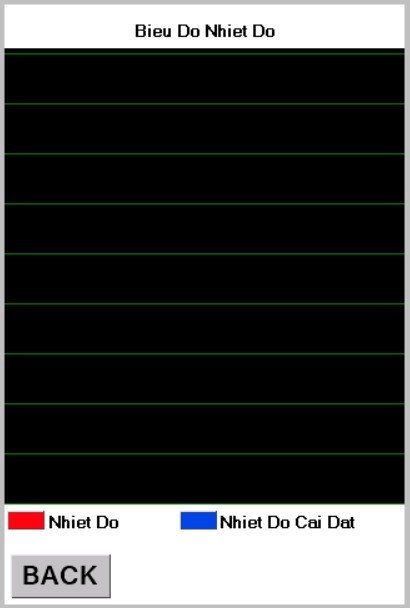 Bieu Do Nhiet Do
Nhiet Do
Nhiet Do Cai Dat
BACK